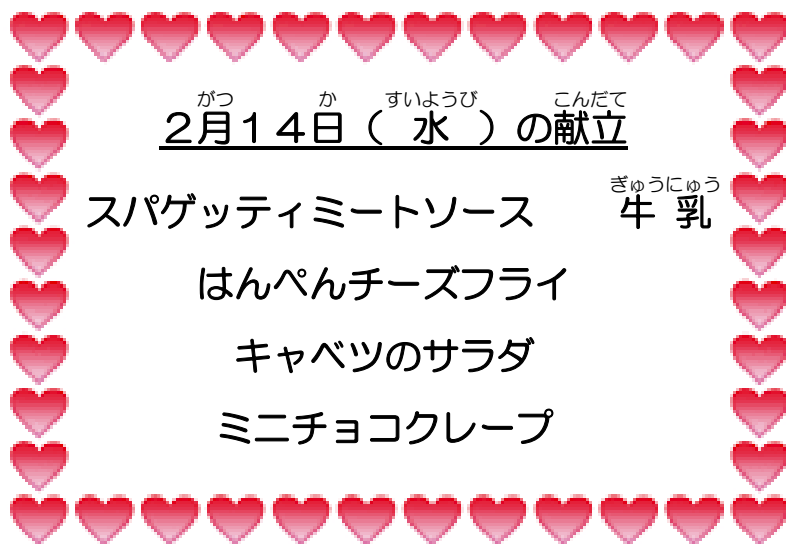 がつ か すいようび こんだて
２月１４日（ 水 ）の献立
ぎゅうにゅう
スパゲッティミートソース 牛 乳
はんぺんチーズフライ
キャベツのサラダ
ミニチョコクレープ